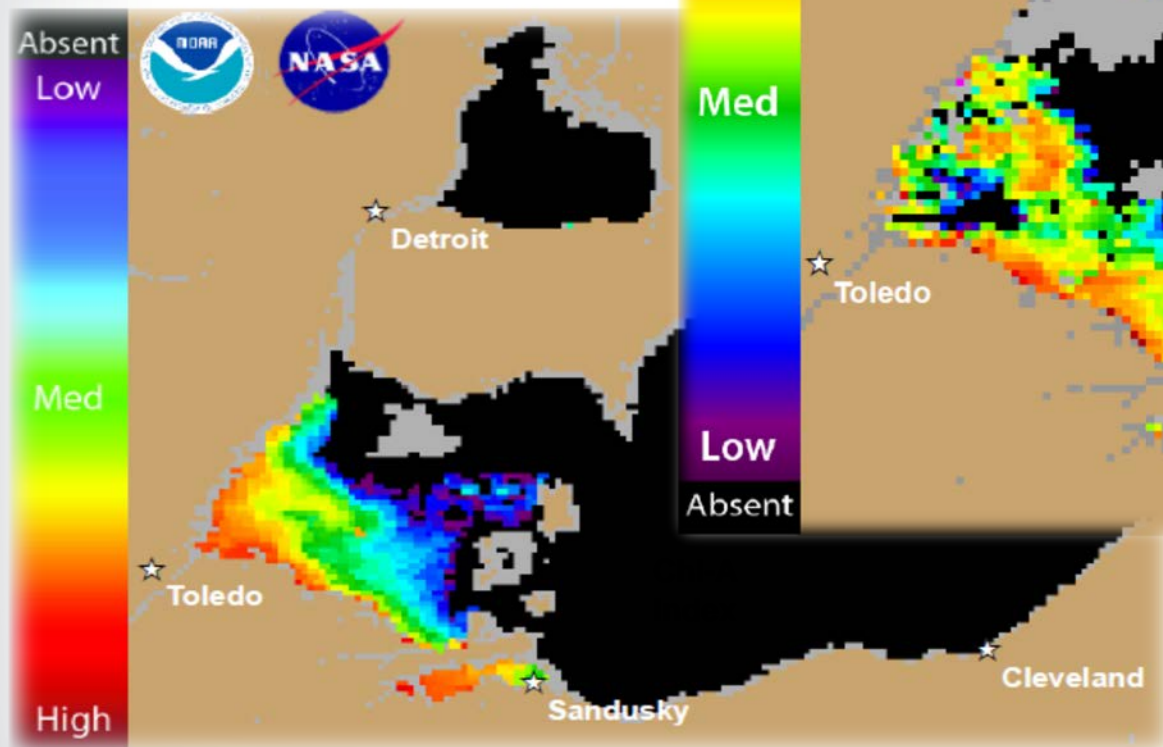 Absent
Low
Med
High
NOAA
NASA
Detroit
Toledo
Sandusky
Cleveland
Med
Low
Absent
Toledo